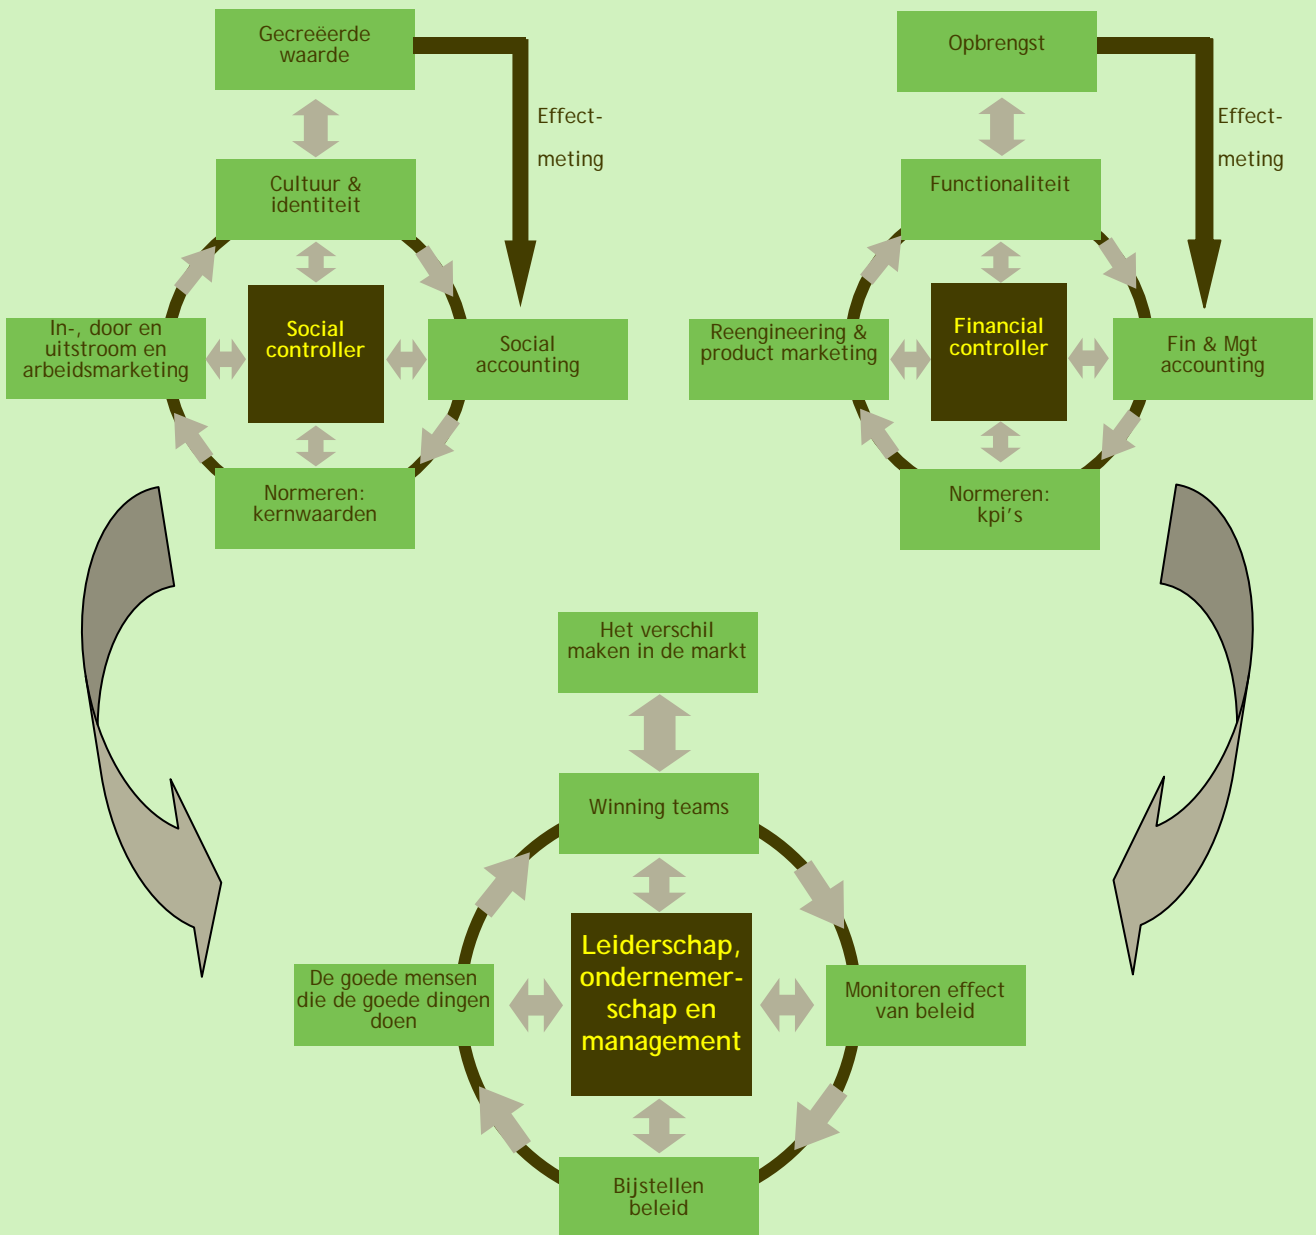 Gecreëerde
waarde
Effect-
meting
Cultuur &
identiteit
In-, door en
uitstroom en
arbeidsmarketing
Social
controller
Social
accounting
Normeren:
kernwaarden
Opbrengst
Effect-
meting
Functionaliteit
Reengineering &
product marketing
Financial
controller
Fin & Mgt
accounting
Normeren:
kpi's
Het verschil
maken in de markt
Winning teams
De goede mensen
die de goede dingen
doen
Leiderschap,
ondernemer-
schap en
management
Monitoren effect
van beleid
Bijstellen
beleid